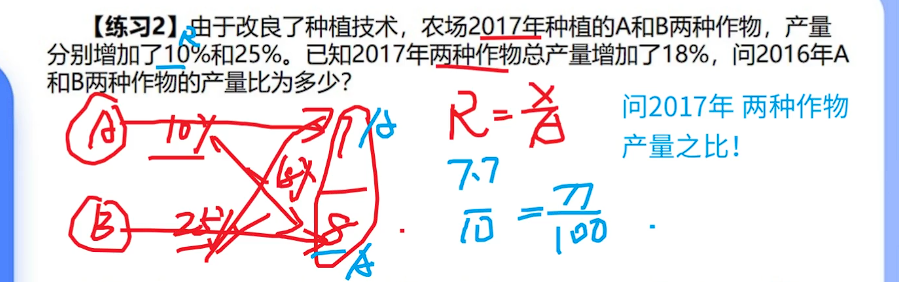 【练习2】由于改良了种植技术，农场2017年种植的A和B两种作物，产量
分别增加了10%和25%。已知2017年两种作物总产量增加了18%，问2016年A
和B两种作物的产量比为多少？
R
A 10% 7
18%
B 25% 8
R=X/A
问2017年 两种作物
产量之比！
7.7/10=77/100